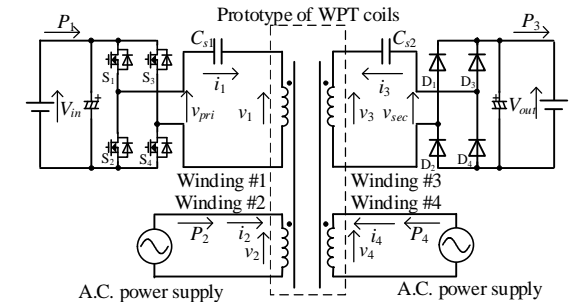 Prototype of WPT coils
P1
Cs1
Cs2
P3
S1
S3
i1
i3
D1
D3
Vin
vpri
v1
v3
vsec
Vout
S2
S4
D2
D4
Winding #1
Winding #3
Winding #2
Winding #4
P2
i2
i4
P4
v2
v4
A.C. power supply
A.C. power supply